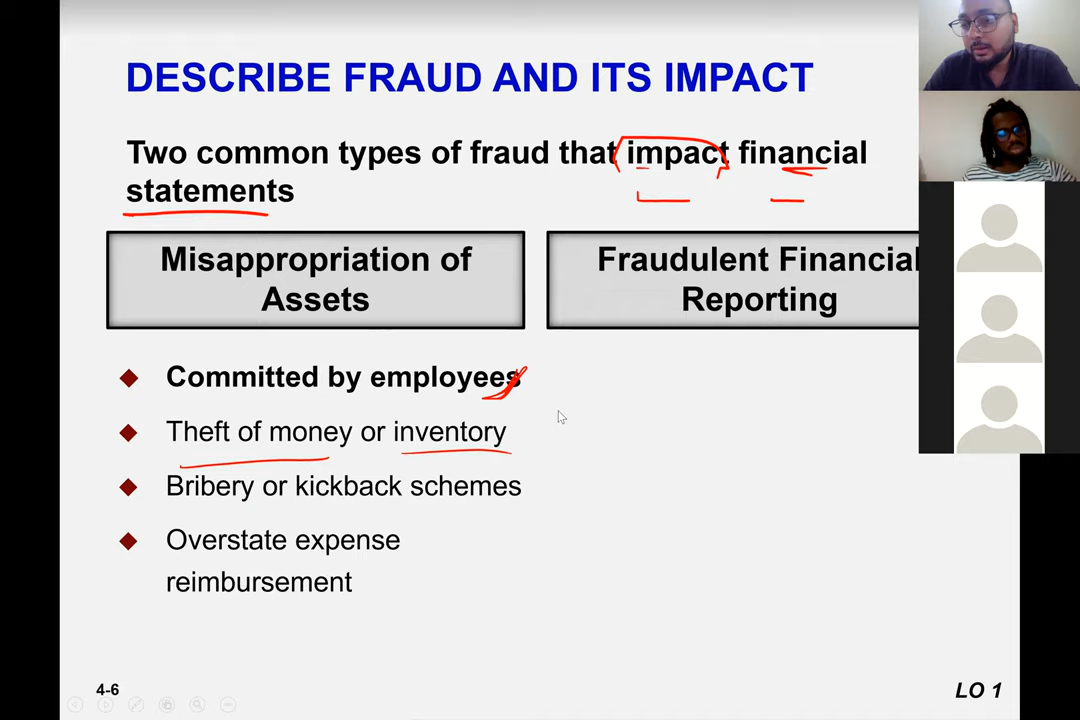 DESCRIBE FRAUD AND ITS IMPACT
Two common types of fraud that impact financial
statements
Misappropriation of
Assets
Fraudulent Financial
Reporting
Committed by employees
Theft of money or inventory
Bribery or kickback schemes
Overstate expense
reimbursement
4-6
LO 1